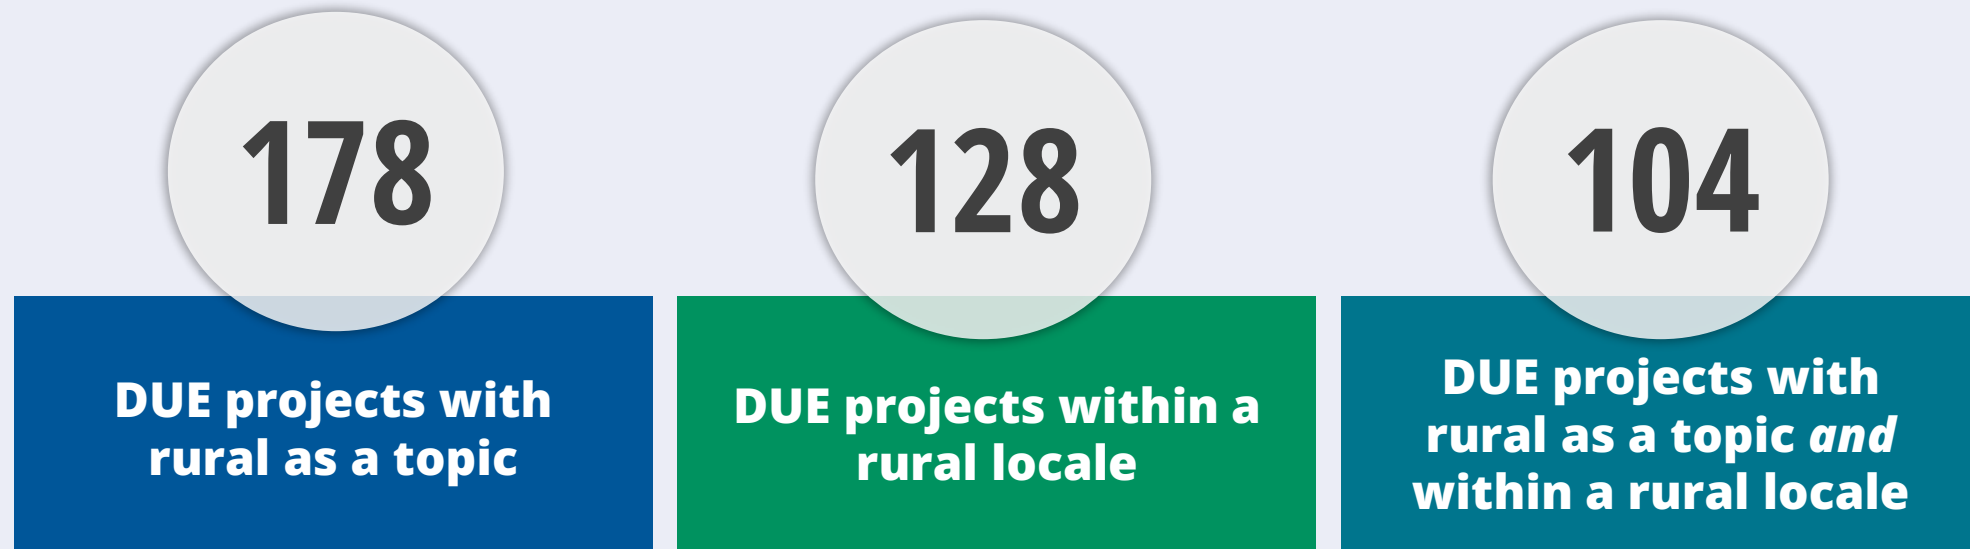 178
DUE projects with
rural as a topic
128
DUE projects within a
rural locale
104
DUE projects with
rural as a topic and
within a rural locale